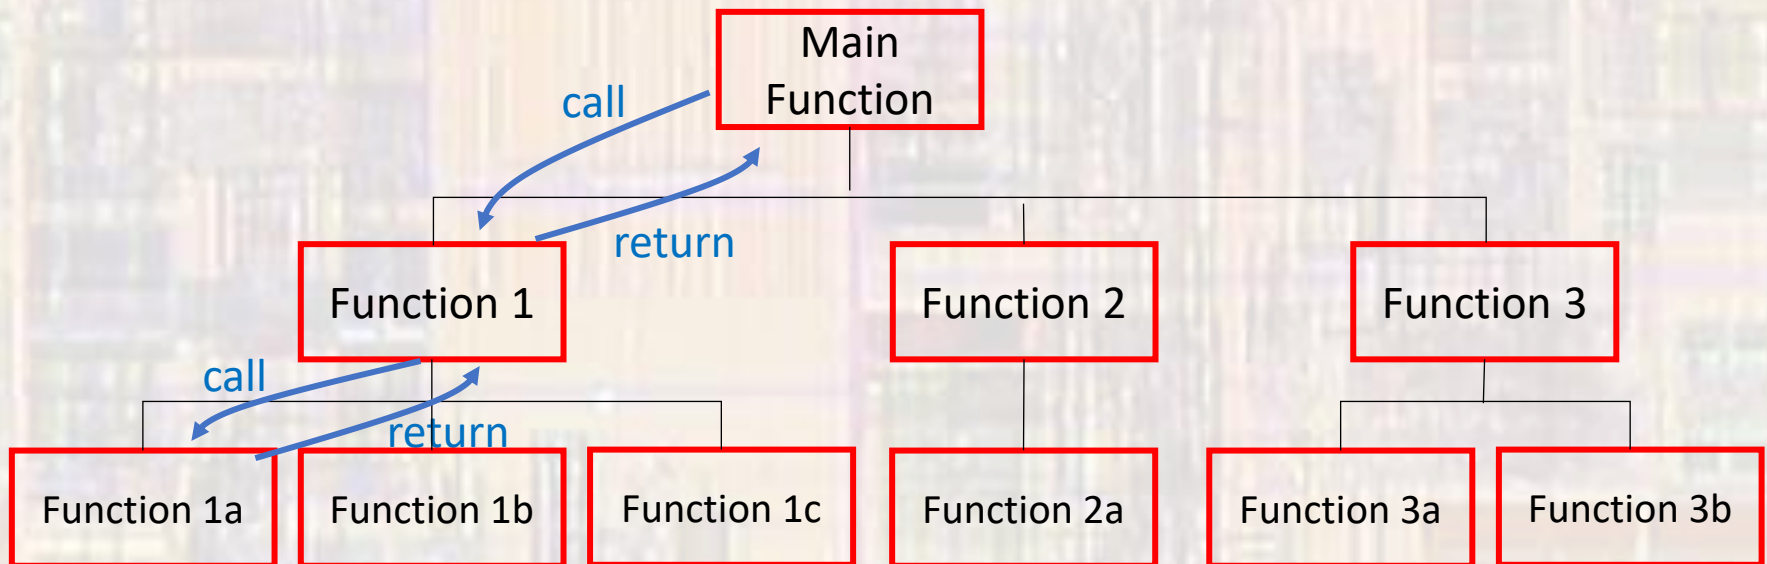 Main
Function
call
return
Function 1
Function 2
Function 3
call
return
Function 1a
Function 1b
Function 1c
Function 2a
Function 3a
Function 3b